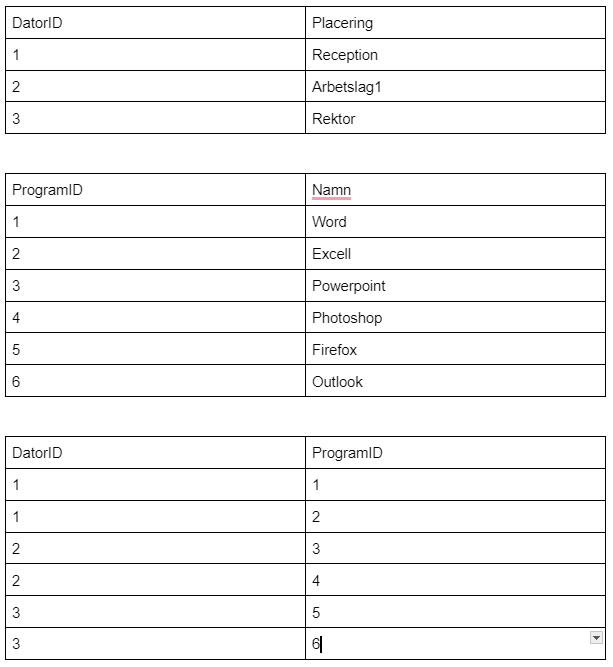 DatorID Placering
1 Reception
2 Arbetslag1
3 Rektor
ProgramID Namn
1 Word
2 Excell
3 Powerpoint
4 Photoshop
5 Firefox
6 Outlook
DatorID ProgramID
1 1
1 2
2 3
2 4
3 5
3 6